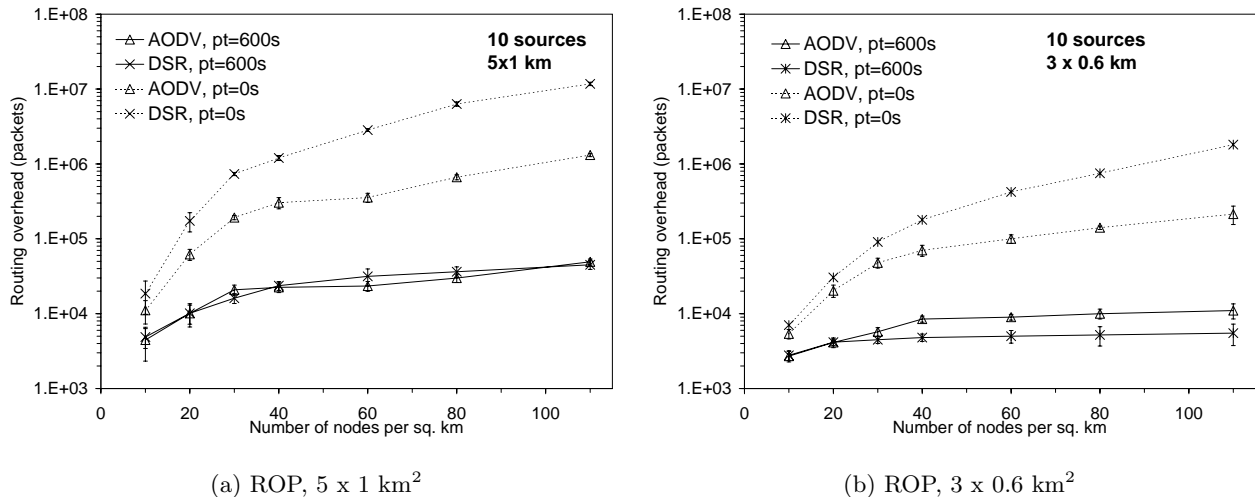 1.E+08
1.E+07
1.E+06
1.E+05
1.E+04
1.E+03
Routing overhead (packets)
AODV, pt=600s
DSR, pt=600s
AODV, pt=0s
DSR, pt=0s
10 sources
5x1 km
0
20
40
60
80
100
Number of nodes per sq. km
(a) ROP, 5 x 1 km²
1.E+08
1.E+07
1.E+06
1.E+05
1.E+04
1.E+03
Routing overhead (packets)
AODV, pt=600s
DSR, pt=600s
AODV, pt=0s
DSR, pt=0s
10 sources
3 x 0.6 km
0
20
40
60
80
100
Number of nodes per sq. km
(b) ROP, 3 x 0.6 km²